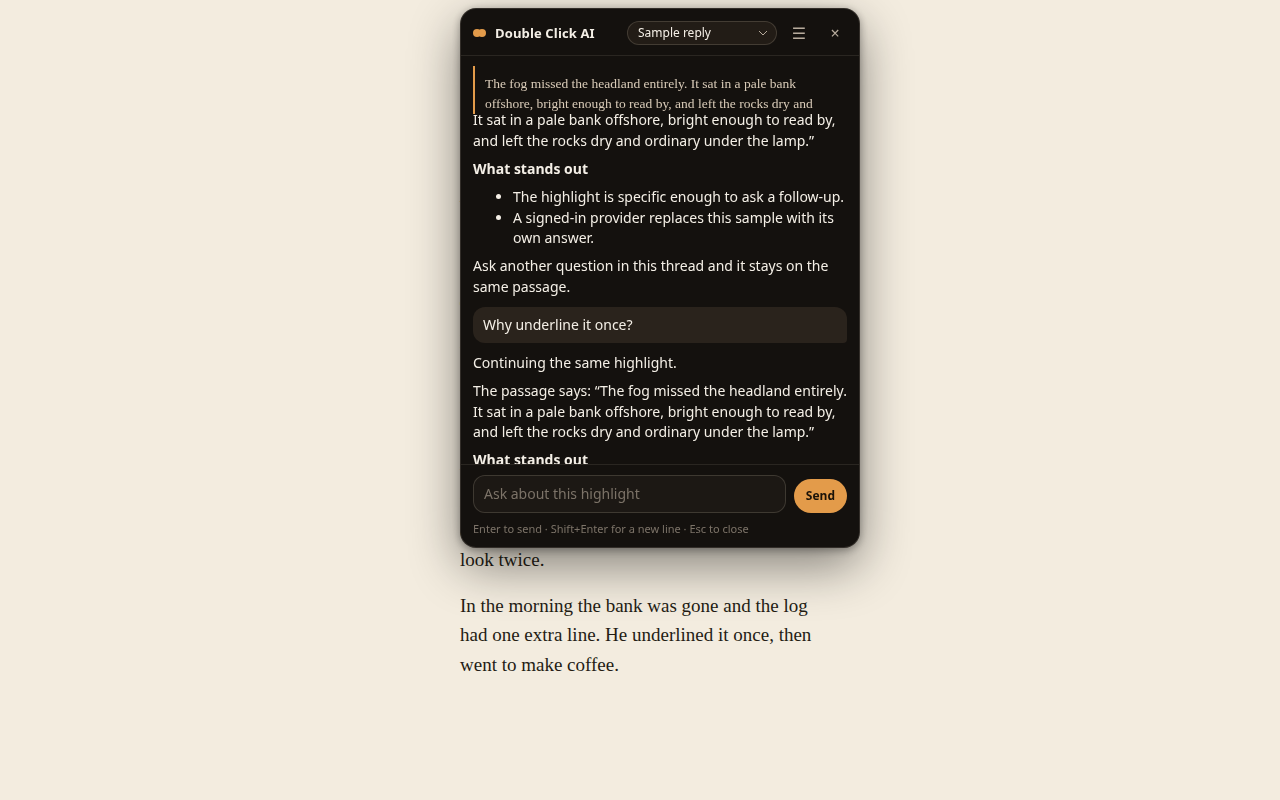 Double Click AI
Sample reply
The fog missed the headland entirely. It sat in a pale bank
offshore, bright enough to read by, and left the rocks dry and
It sat in a pale bank offshore, bright enough to read by,
and left the rocks dry and ordinary under the lamp.”
What stands out
The highlight is specific enough to ask a follow-up.
A signed-in provider replaces this sample with its
own answer.
Ask another question in this thread and it stays on the
same passage.
Why underline it once?
Continuing the same highlight.
The passage says: “The fog missed the headland entirely.
It sat in a pale bank offshore, bright enough to read by,
and left the rocks dry and ordinary under the lamp.”
What stands out
Ask about this highlight
Send
Enter to send · Shift+Enter for a new line · Esc to close
look twice.
In the morning the bank was gone and the log
had one extra line. He underlined it once, then
went to make coffee.